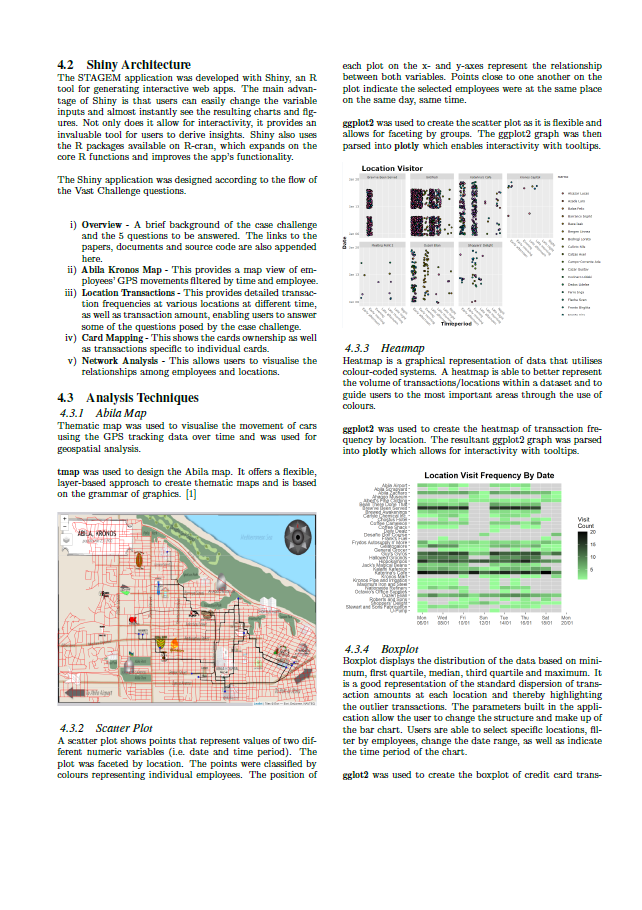 4.2 Shiny Architecture
The STAGEM application was developed with Shiny, an R
tool for generating interactive web apps. The main advan-
tage of Shiny is that users can easily change the variable
inputs and almost instantly see the resulting charts and fig-
ures. Not only does it allow for interactivity, it provides an
invaluable tool for users to derive insights. Shiny also uses
the R packages available on R-cran, which expands on the
core R functions and improves the app's functionality.
The Shiny application was designed according to the flow of
the Vast Challenge questions.
i) Overview - A brief background of the case challenge
and the 5 questions to be answered. The links to the
papers, documents and source code are also appended
here.
ii) Abila Kronos Map - This provides a map view of em-
ployees' GPS movements filtered by time and employee.
iii) Location Transactions - This provides detailed transac-
tion frequencies at various locations at different time,
as well as transaction amount, enabling users to answer
some of the questions posed by the case challenge.
iv) Card Mapping - This shows the cards ownership as well
as transactions specific to individual cards.
v) Network Analysis - This allows users to visualise the
relationships among employees and locations.
4.3 Analysis Techniques
4.3.1 Abila Map
Thematic map was used to visualise the movement of cars
using the GPS tracking data over time and was used for
geospatial analysis.
tmap was used to design the Abila map. It offers a flexible,
layer-based approach to create thematic maps and is based
on the grammar of graphics. [1]
ABILA, KRONOS
4.3.2 Scatter Plot
A scatter plot shows points that represent values of two dif-
ferent numeric variables (i.e. date and time period). The
plot was faceted by location. The points were classified by
colours representing individual employees. The position of
each plot on the x- and y-axes represent the relationship
between both variables. Points close to one another on the
plot indicate the selected employees were at the same place
on the same day, same time.
ggplot2 was used to create the scatter plot as it is flexible and
allows for faceting by groups. The ggplot2 graph was then
parsed into plotly which enables interactivity with tooltips.
Location Visitor
Date
Timeperiod
4.3.3 Heatmap
Heatmap is a graphical representation of data that utilises
colour-coded systems. A heatmap is able to better represent
the volume of transactions/locations within a dataset and to
guide users to the most important areas through the use of
colours.
ggplot2 was used to create the heatmap of transaction fre-
quency by location. The resultant ggplot2 graph was parsed
into plotly which allows for interactivity with tooltips.
Location Visit Frequency By Date
Visit
Count
20
15
10
5
Mon Wed Fri Sun Tue Thu Sat Mon
06/01 08/01 10/01 12/01 14/01 16/01 18/01 20/01
4.3.4 Boxplot
Boxplot displays the distribution of the data based on mini-
mum, first quartile, median, third quartile and maximum. It
is a good representation of the standard dispersion of trans-
action amounts at each location and thereby highlighting
the outlier transactions. The parameters built in the appli-
cation allow the user to change the structure and make up of
the bar chart. Users are able to select specific locations, fil-
ter by employees, change the date range, as well as indicate
the time period of the chart.
gglot2 was used to create the boxplot of credit card trans-